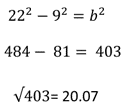 22² − 9² = b²
484 − 81 = 403
√403= 20.07